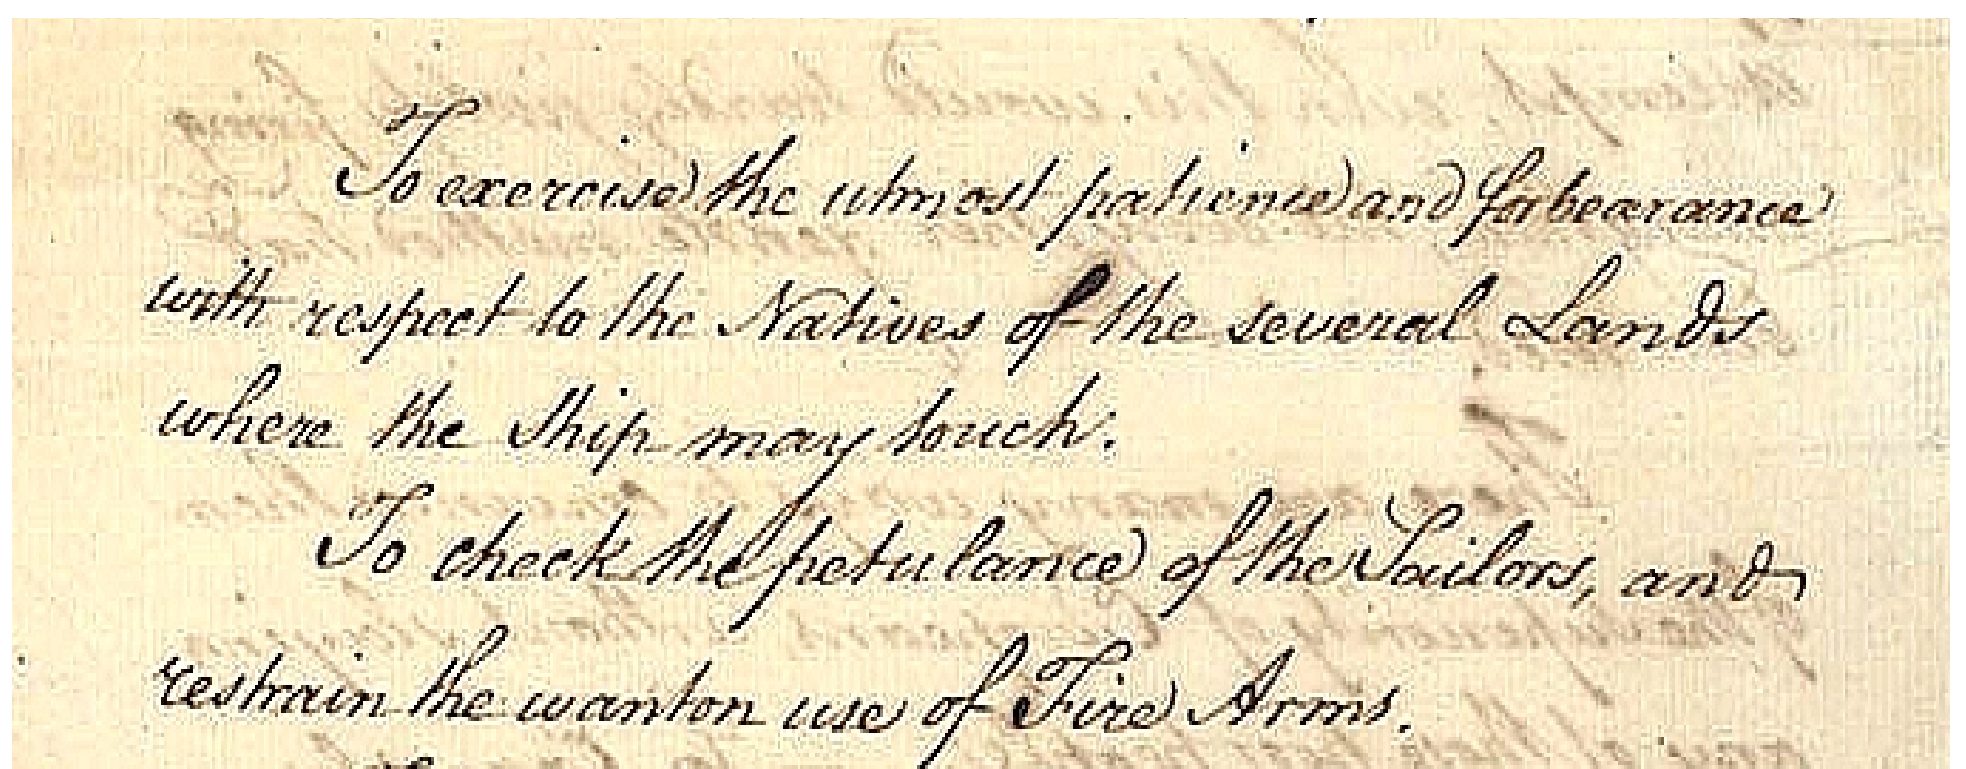 To exercise the utmost patience and forbearance
with respect to the Natives of the several Lands
where the Ship may touch.
To check the petulance of the Sailors, and
restrain the wanton use of Fire Arms.